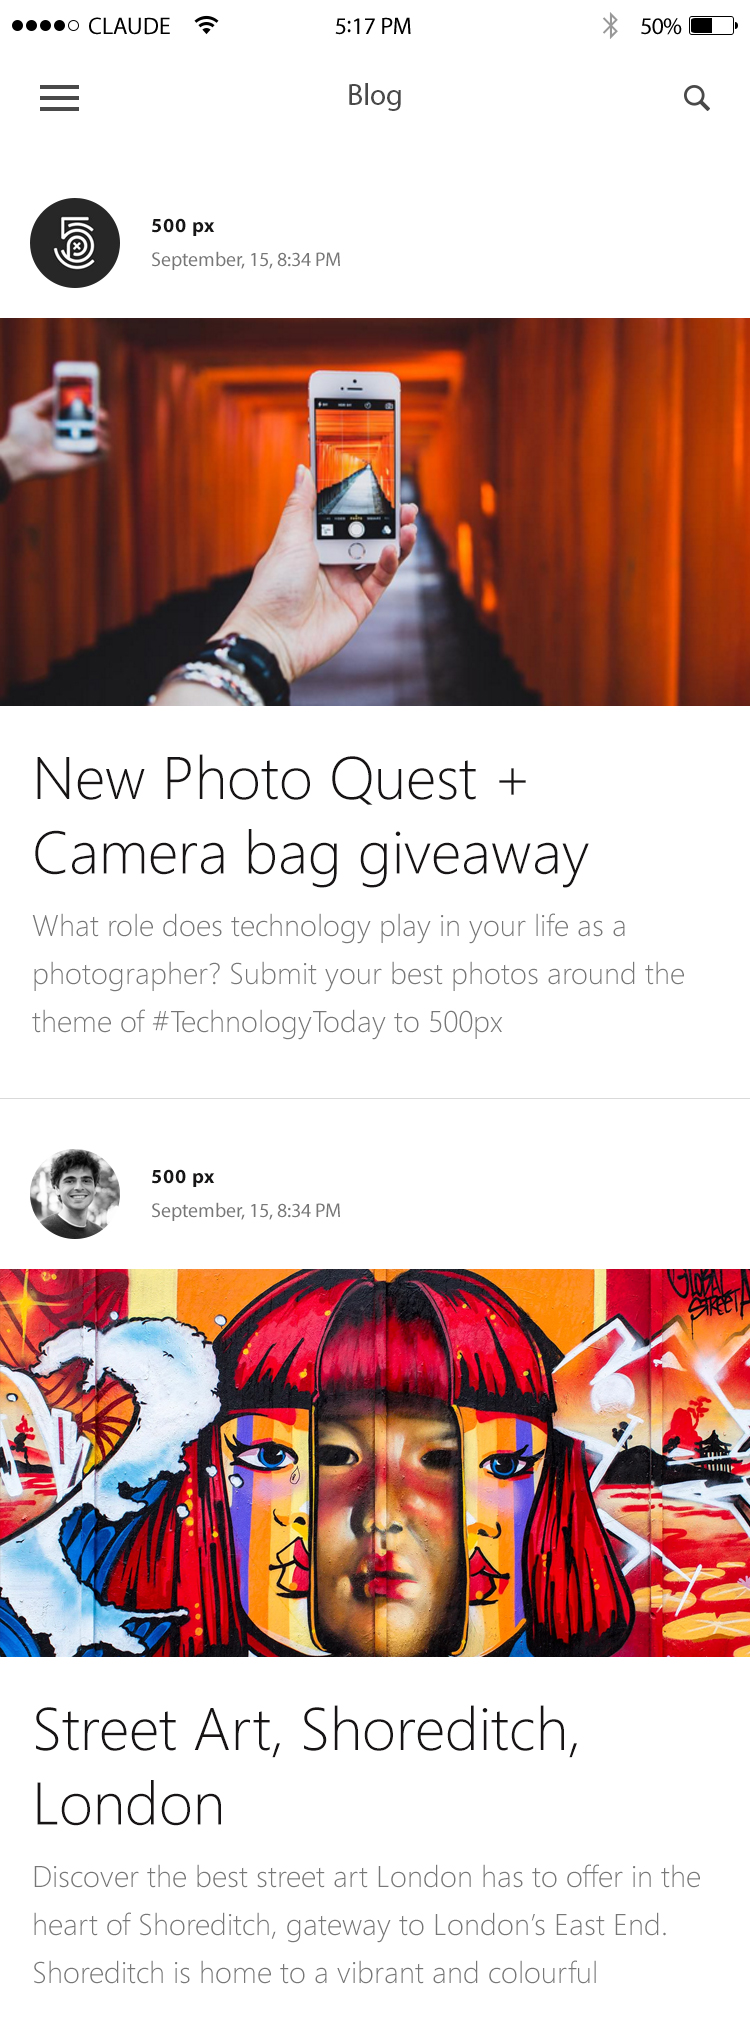 CLAUDE 5:17 PM 50%
Blog
500 px
September, 15, 8:34 PM
New Photo Quest +
Camera bag giveaway
What role does technology play in your life as a
photographer? Submit your best photos around the
theme of #TechnologyToday to 500px
500 px
September, 15, 8:34 PM
GLOBAL
STREET
Street Art, Shoreditch,
London
Discover the best street art London has to offer in the
heart of Shoreditch, gateway to London’s East End.
Shoreditch is home to a vibrant and colourful